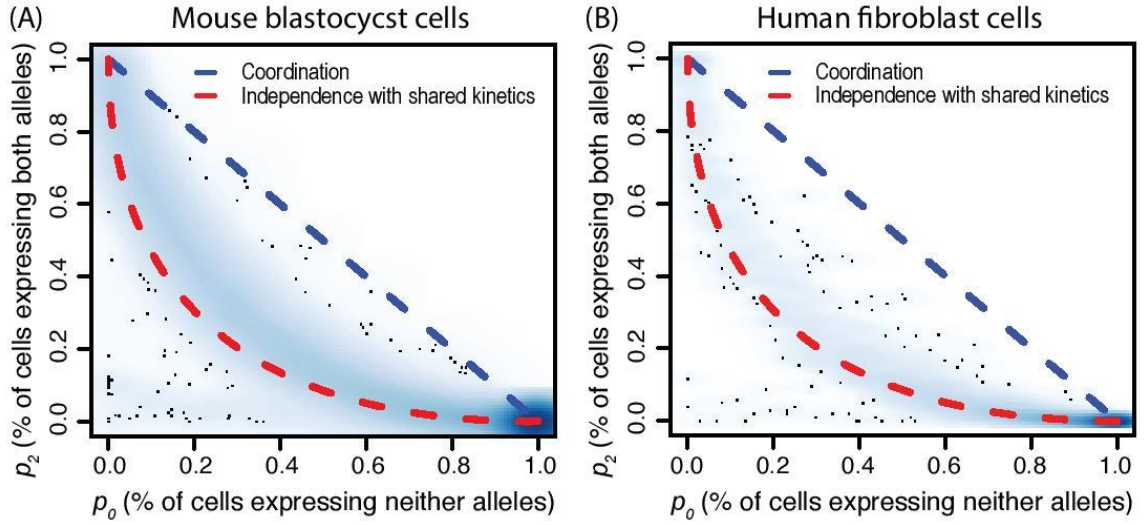 (A) Mouse blastocycst cells
1.0
0.8
0.6
0.4
0.2
0.0
p2 (% of cells expressing both alleles)
Coordination
Independence with shared kinetics
0.0 0.2 0.4 0.6 0.8 1.0
p0 (% of cells expressing neither alleles)
(B) Human fibroblast cells
1.0
0.8
0.6
0.4
0.2
0.0
p2 (% of cells expressing both alleles)
Coordination
Independence with shared kinetics
0.0 0.2 0.4 0.6 0.8 1.0
p0 (% of cells expressing neither alleles)